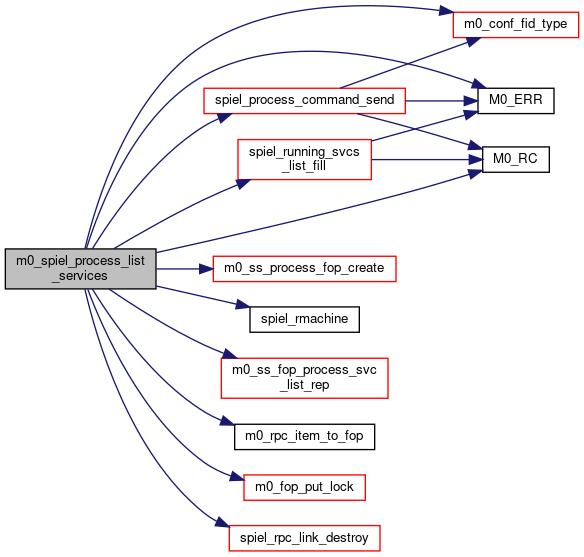 m0_conf_fid_type
spiel_process_command_send
M0_ERR
spiel_running_svcs
_list_fill
M0_RC
m0_spiel_process_list
_services
m0_ss_process_fop_create
spiel_rmachine
m0_ss_fop_process_svc
_list_rep
m0_rpc_item_to_fop
m0_fop_put_lock
spiel_rpc_link_destroy